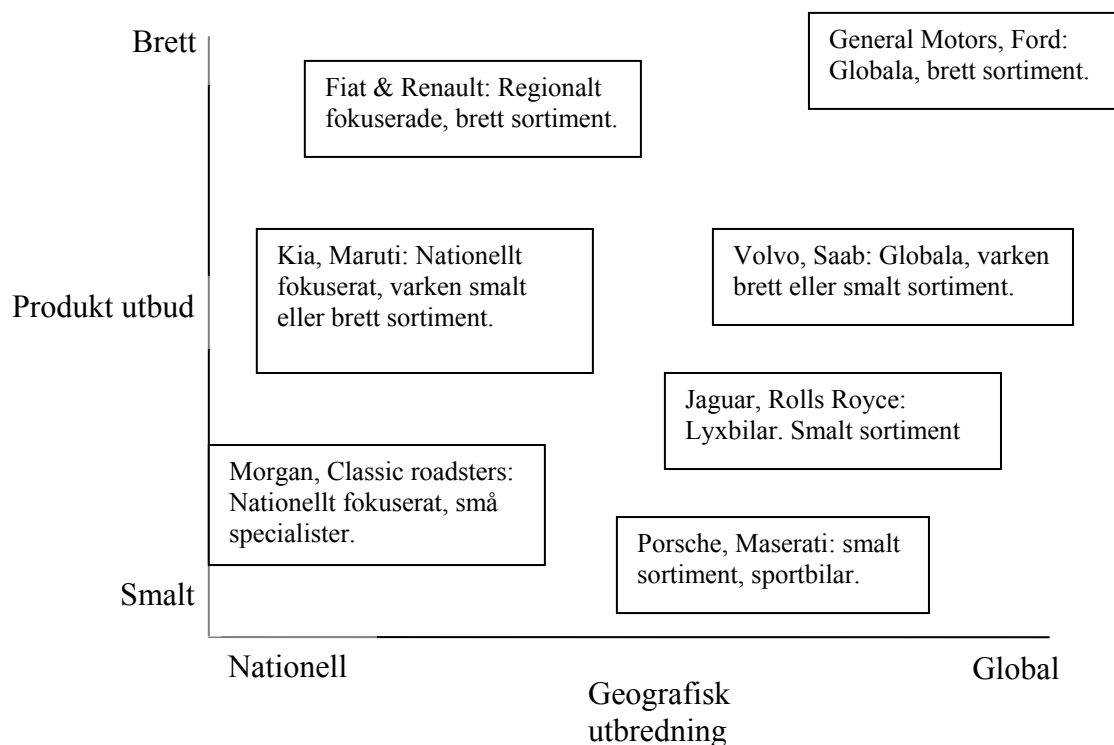 Brett
General Motors, Ford:
Globala, brett sortiment.
Fiat & Renault: Regionalt
fokuserade, brett sortiment.
Kia, Maruti: Nationellt
fokuserat, varken smalt
eller brett sortiment.
Volvo, Saab: Globala, varken
brett eller smalt sortiment.
Produkt utbud
Jaguar, Rolls Royce:
Lyxbilar. Smalt sortiment
Morgan, Classic roadsters:
Nationellt fokuserat, små
specialister.
Porsche, Maserati: smalt
sortiment, sportbilar.
Smalt
Nationell
Global
Geografisk
utbredning